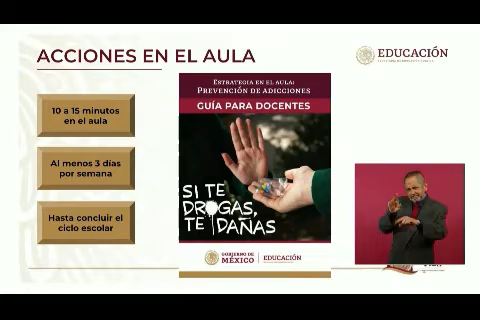 ACCIONES EN EL AULA
EDUCACIÓN
10 a 15 minutos
en el aula
Al menos 3 días
por semana
Hasta concluir el
ciclo escolar
ESTRATEGIA EN EL AULA:
PREVENCIÓN DE ADICCIONES
GUÍA PARA DOCENTES
SI TE
DROGAS,
TE DAÑAS
GOBIERNO DE
MÉXICO
EDUCACIÓN